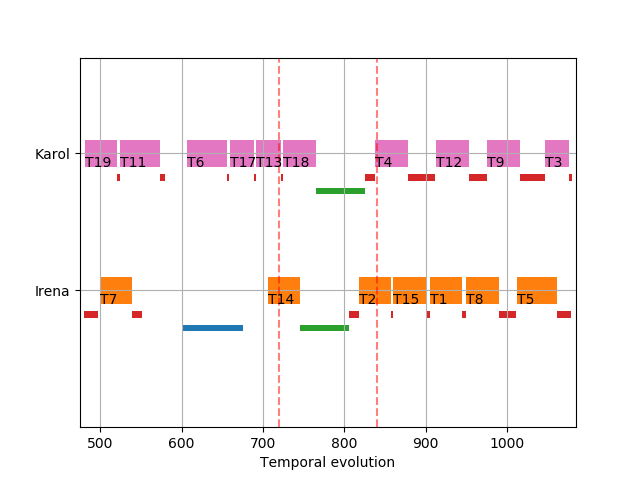 Karol
T19 T11 T6 T17 T13 T18 T4 T12 T9 T3
Irena
T7 T14 T2 T15 T1 T8 T5
500 600 700 800 900 1000
Temporal evolution